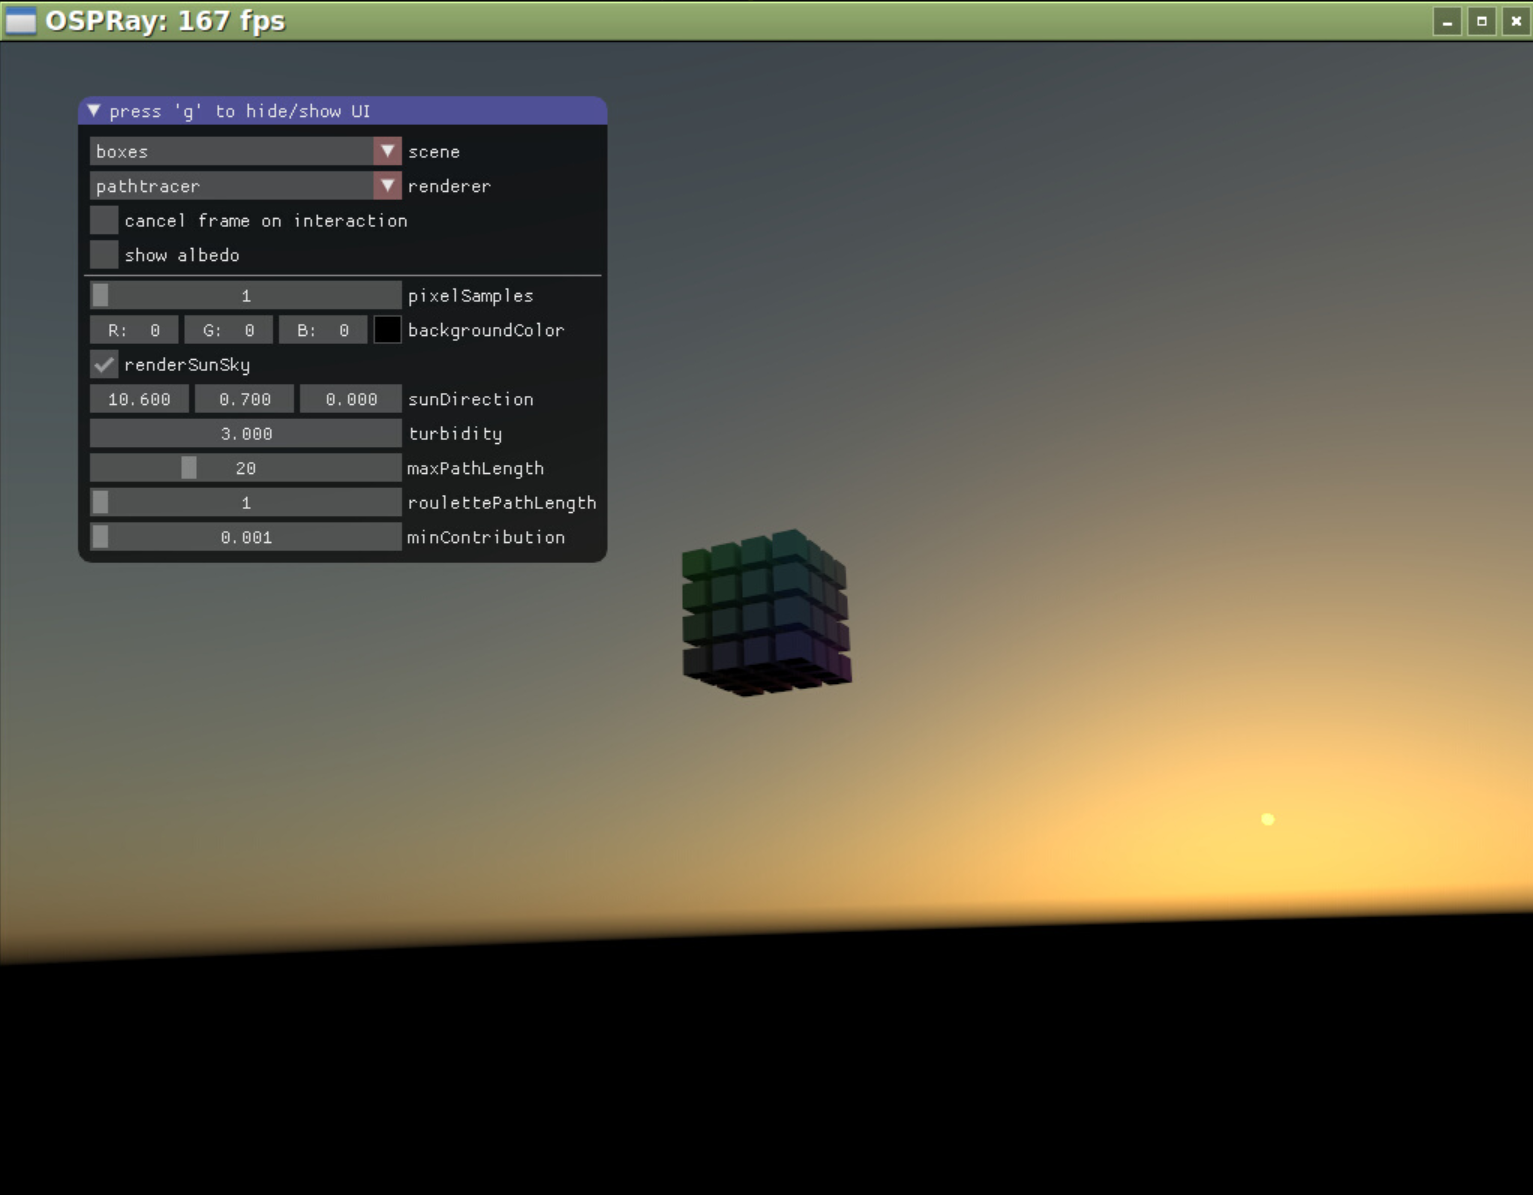 OSPRay: 167 fps
press 'g' to hide/show UI
boxes scene
pathtracer renderer
cancel frame on interaction
show albedo
1 pixelSamples
R: 0 G: 0 B: 0 backgroundColor
renderSunSky
10.600 0.700 0.000 sunDirection
3.000 turbidity
20 maxPathLength
1 roulettePathLength
0.001 minContribution